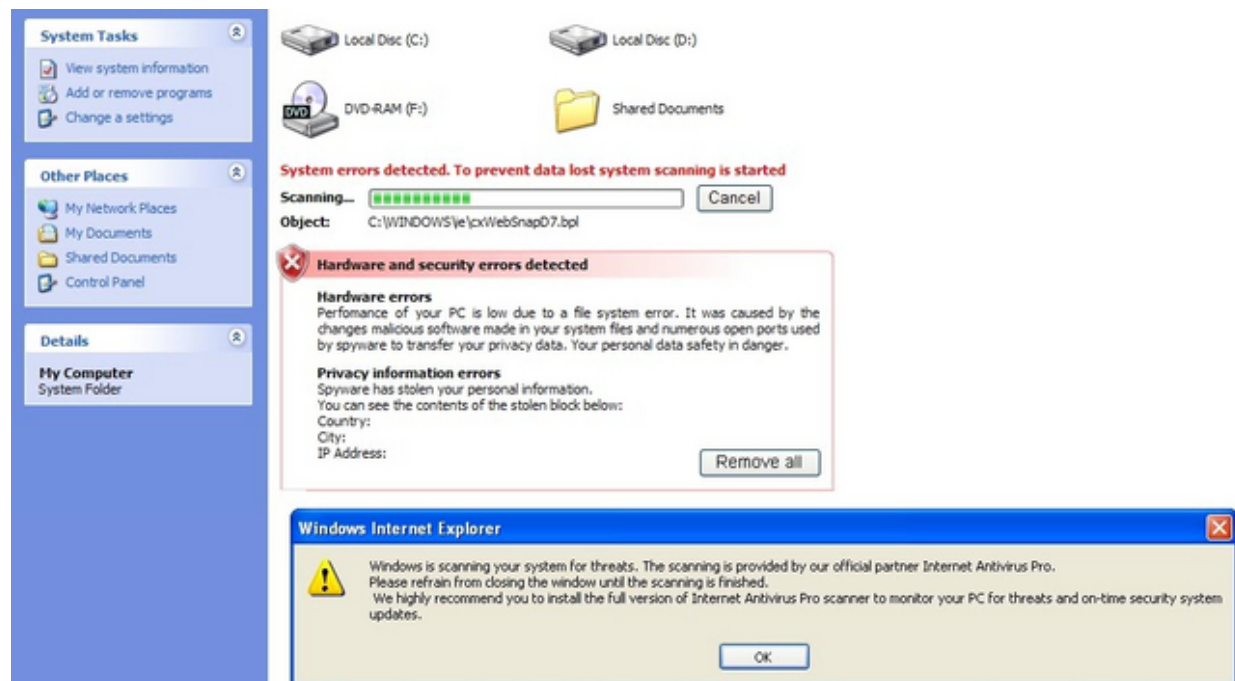 System Tasks
View system information
Add or remove programs
Change a settings
Other Places
My Network Places
My Documents
Shared Documents
Control Panel
Details
My Computer
System Folder
Local Disc (C:)
Local Disc (D:)
DVD
DVD-RAM (F:)
Shared Documents
System errors detected. To prevent data lost system scanning is started
Scanning...
Cancel
Object: C:\WINDOWS\ie\cxWebSnapD7.bpl
Hardware and security errors detected
Hardware errors
Perfomance of your PC is low due to a file system error. It was caused by the
changes malicious software made in your system files and numerous open ports used
by spyware to transfer your privacy data. Your personal data safety in danger.
Privacy information errors
Spyware has stolen your personal information.
You can see the contents of the stolen block below:
Country:
City:
IP Address:
Remove all
Windows Internet Explorer
Windows is scanning your system for threats. The scanning is provided by our official partner Internet Antivirus Pro.
Please refrain from closing the window until the scanning is finished.
We highly recommend you to install the full version of Internet Antivirus Pro scanner to monitor your PC for threats and on-time security system
updates.
OK